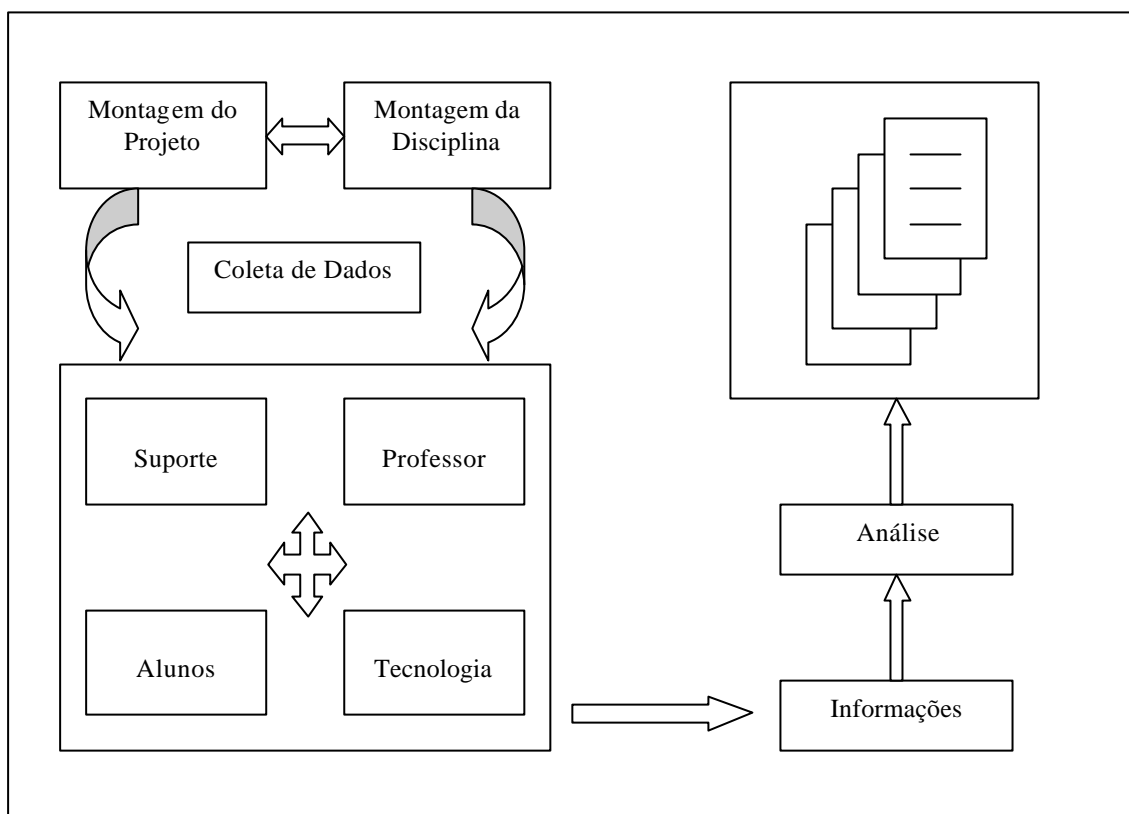 Montagem do
Projeto
Montagem da
Disciplina
Coleta de Dados
Suporte
Professor
Alunos
Tecnologia
Análise
Informações